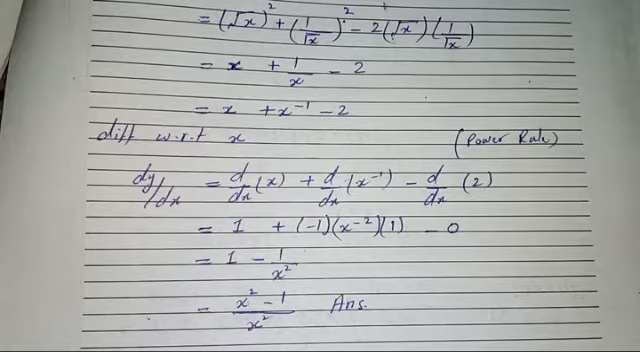 = (√x)² + (1/√x)² - 2(√x)(1/√x)
= x + 1/x - 2
= x + x⁻¹ - 2
diff w.r.t x (Power Rule)
dy/dx = d/dx (x) + d/dx (x⁻¹) - d/dx (2)
= 1 + (-1)(x⁻²)(1) - 0
= 1 - 1/x²
= x² - 1/x² Ans.